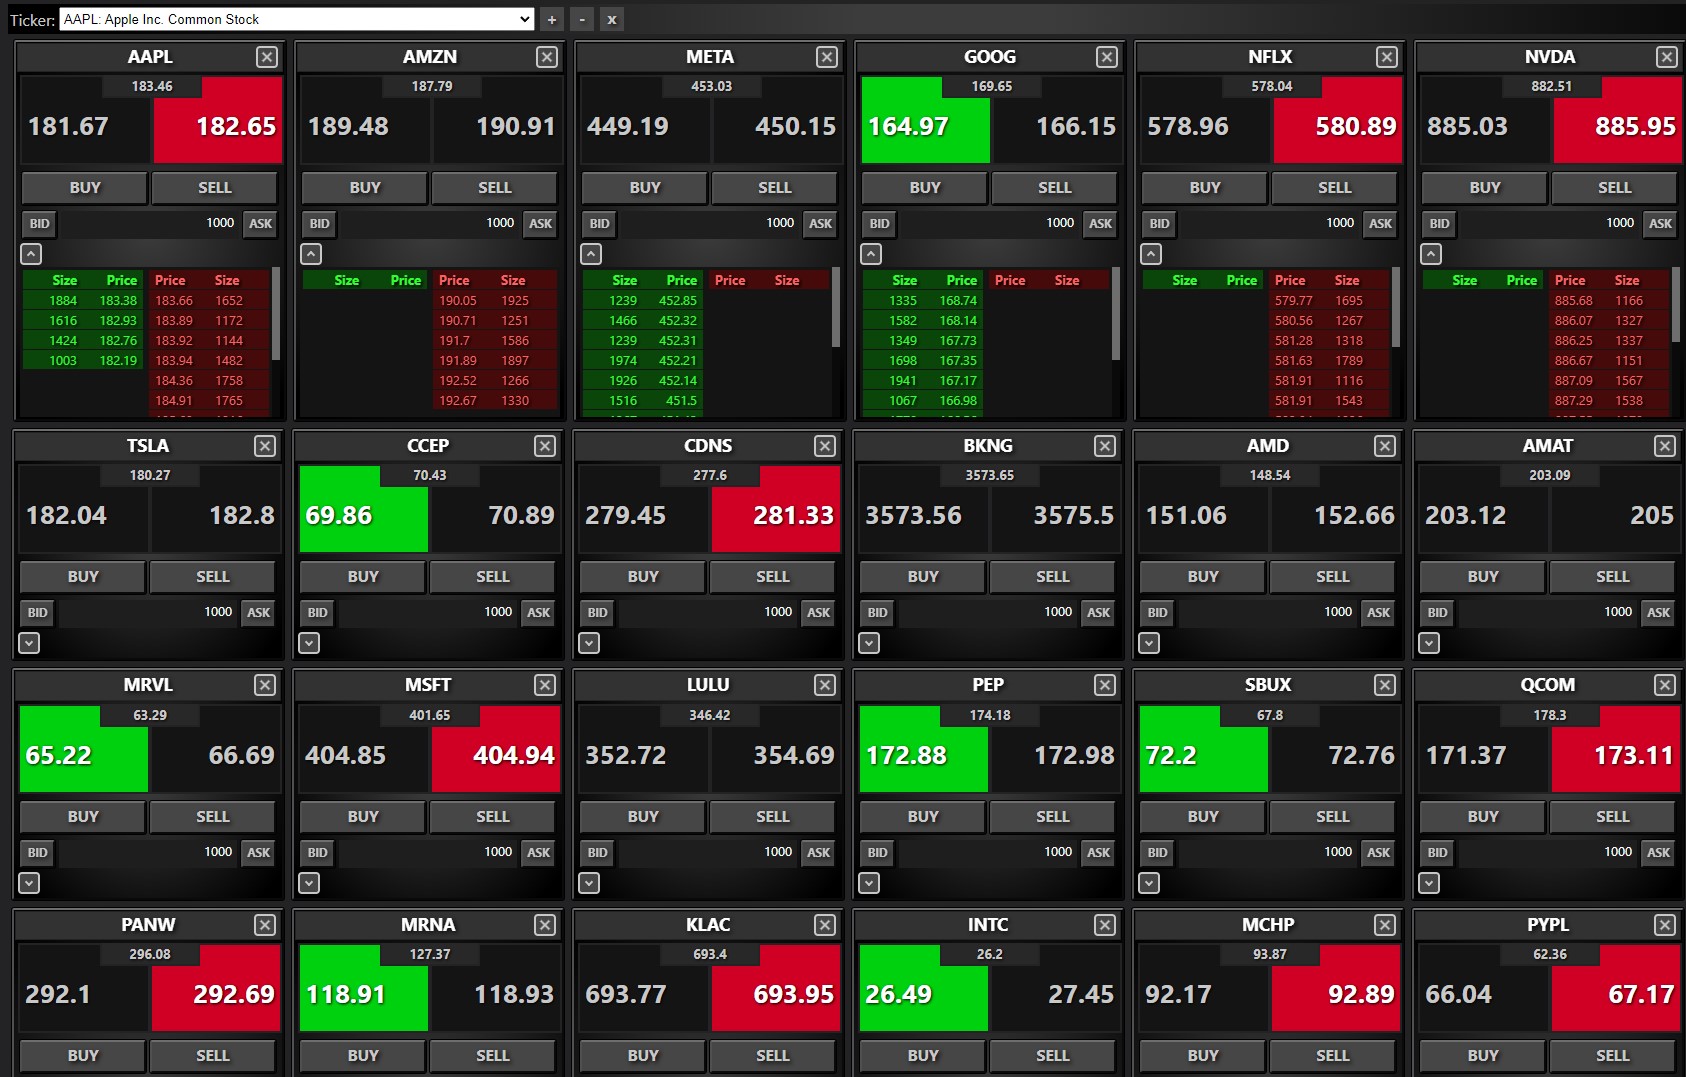 Ticker: AAPL: Apple Inc. Common Stock + - x
AAPL AMZN META GOOG NFLX NVDA
183.46 187.79 453.03 169.65 578.04 882.51
181.67 182.65 189.48 190.91 449.19 450.15 164.97 166.15 578.96 580.89 885.03 885.95
BUY SELL BUY SELL BUY SELL BUY SELL BUY SELL BUY SELL
BID 1000 ASK BID 1000 ASK BID 1000 ASK BID 1000 ASK BID 1000 ASK BID 1000 ASK
Size Price Price Size Size Price Price Size Size Price Price Size Size Price Price Size Size Price Price Size Size Price Price Size
1884 183.38 183.66 1652 190.05 1925 1239 452.85 1335 168.74 579.77 1695 885.68 1166
1616 182.93 183.89 1172 190.71 1251 1466 452.32 1582 168.14 580.56 1267 886.07 1327
1424 182.76 183.92 1144 191.7 1586 1239 452.31 1349 167.73 581.28 1318 886.25 1337
1003 182.19 183.94 1482 191.89 1897 1974 452.21 1698 167.35 581.63 1789 886.67 1151
184.36 1758 192.52 1266 1926 452.14 1941 167.17 581.91 1116 887.09 1567
184.91 1765 192.67 1330 1516 451.5 1067 166.98 581.91 1543 887.29 1538
TSLA CCEP CDNS BKNG AMD AMAT
180.27 70.43 277.6 3573.65 148.54 203.09
182.04 182.8 69.86 70.89 279.45 281.33 3573.56 3575.5 151.06 152.66 203.12 205
BUY SELL BUY SELL BUY SELL BUY SELL BUY SELL BUY SELL
BID 1000 ASK BID 1000 ASK BID 1000 ASK BID 1000 ASK BID 1000 ASK BID 1000 ASK
MRVL MSFT LULU PEP SBUX QCOM
63.29 401.65 346.42 174.18 67.8 178.3
65.22 66.69 404.85 404.94 352.72 354.69 172.88 172.98 72.2 72.76 171.37 173.11
BUY SELL BUY SELL BUY SELL BUY SELL BUY SELL BUY SELL
BID 1000 ASK BID 1000 ASK BID 1000 ASK BID 1000 ASK BID 1000 ASK BID 1000 ASK
PANW MRNA KLAC INTC MCHP PYPL
296.08 127.37 693.4 26.2 93.87 62.36
292.1 292.69 118.91 118.93 693.77 693.95 26.49 27.45 92.17 92.89 66.04 67.17
BUY SELL BUY SELL BUY SELL BUY SELL BUY SELL BUY SELL